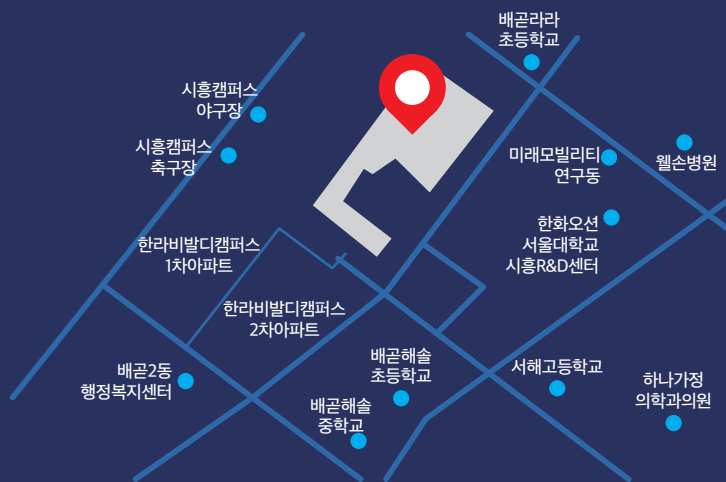 배곧라라
초등학교
시흥캠퍼스
야구장
시흥캠퍼스
축구장
미래모빌리티
연구동
웰손병원
한화오션
서울대학교
시흥R&D센터
한라비발디캠퍼스
1차아파트
한라비발디캠퍼스
2차아파트
배곧2동
행정복지센터
배곧해솔
초등학교
서해고등학교
하나가정
의학과의원
배곧해솔
중학교